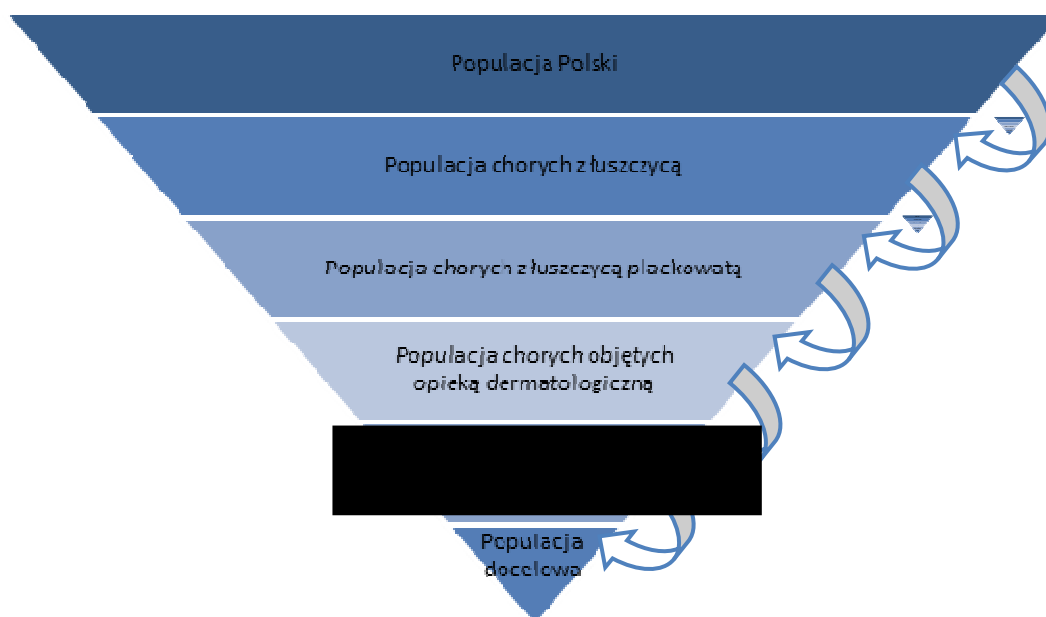 Populacja Polski
Populacja chorych z łuszczycą
Populacja chorych z łuszczycą plackowatą
Populacja chorych objętych
opieką dermatologiczną
Populacja
docelowa